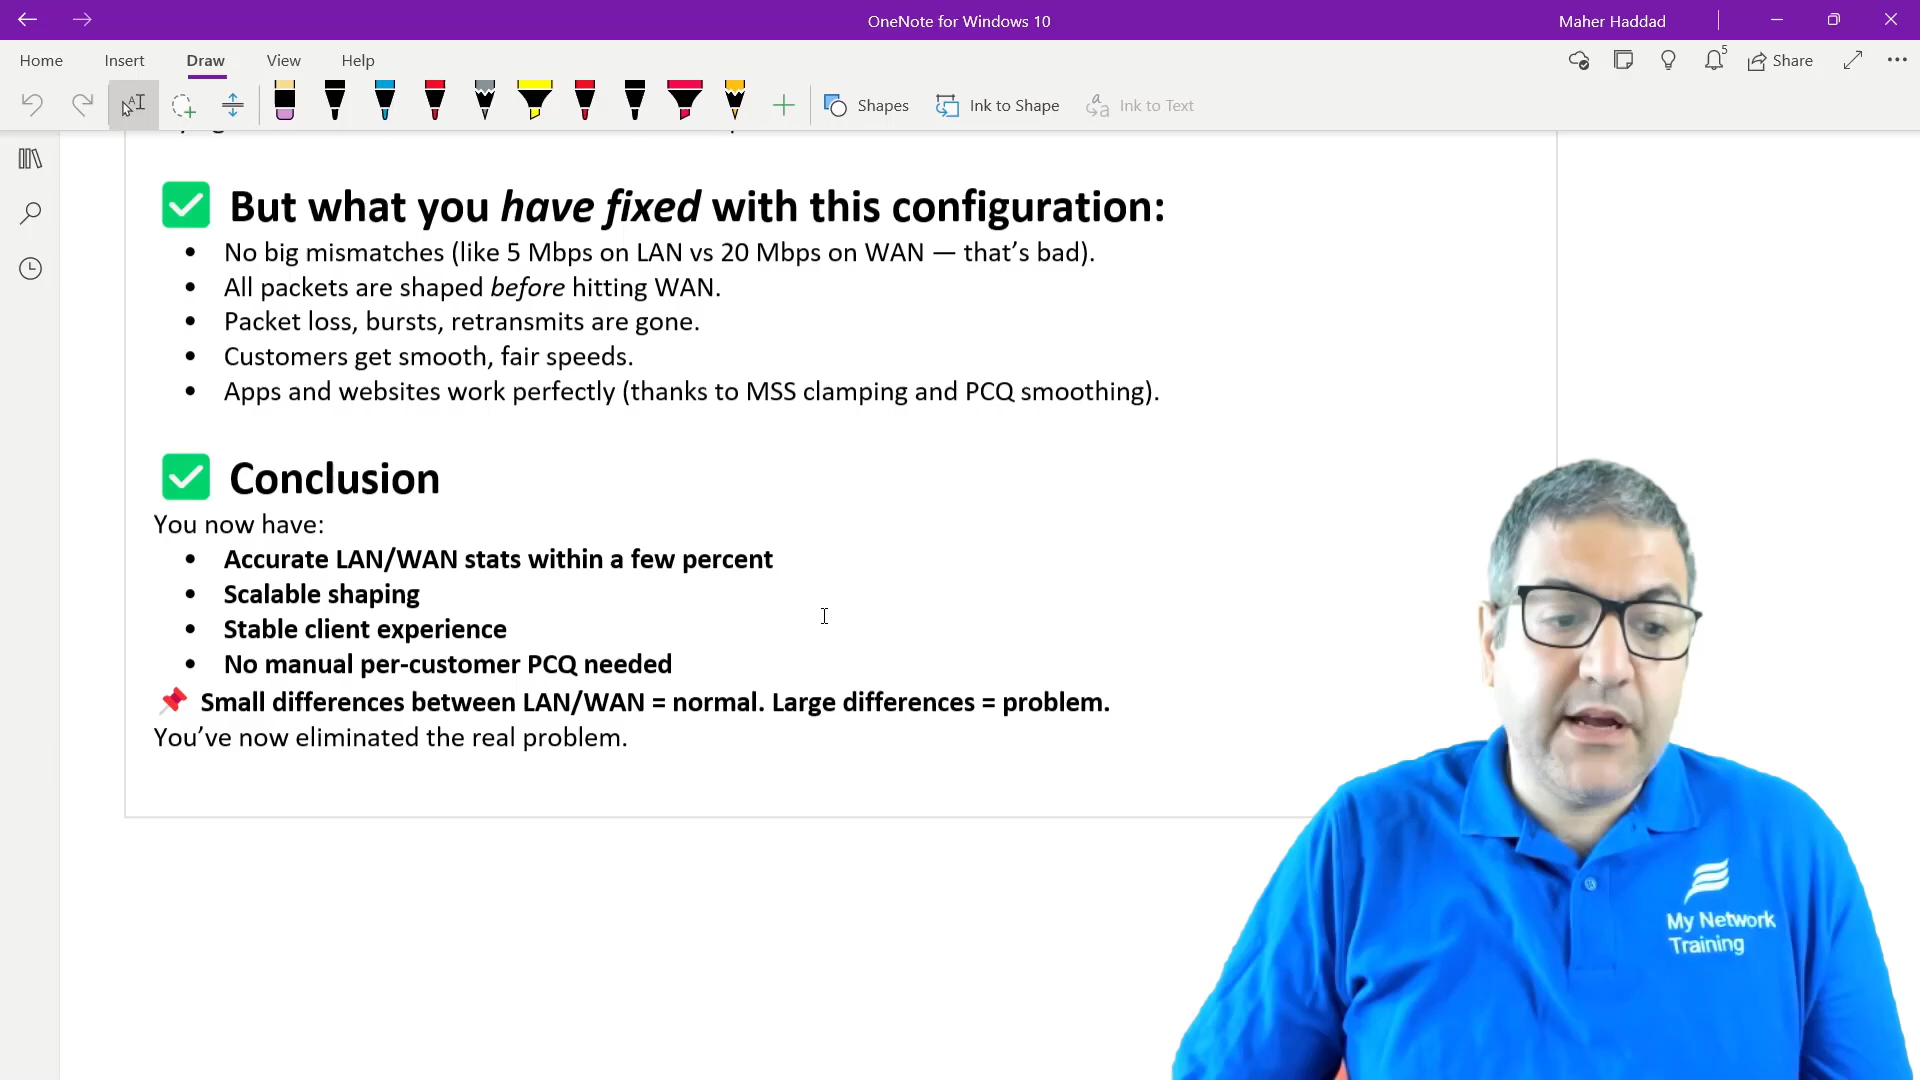 OneNote for Windows 10
Maher Haddad
Home
Insert
Draw
View
Help
5
Share
Shapes
Ink to Shape
Ink to Text
But what you have fixed with this configuration:
• No big mismatches (like 5 Mbps on LAN vs 20 Mbps on WAN — that’s bad).
• All packets are shaped before hitting WAN.
• Packet loss, bursts, retransmits are gone.
• Customers get smooth, fair speeds.
• Apps and websites work perfectly (thanks to MSS clamping and PCQ smoothing).
Conclusion
You now have:
• Accurate LAN/WAN stats within a few percent
• Scalable shaping
• Stable client experience
• No manual per-customer PCQ needed
Small differences between LAN/WAN = normal. Large differences = problem.
You’ve now eliminated the real problem.
My Network
Training